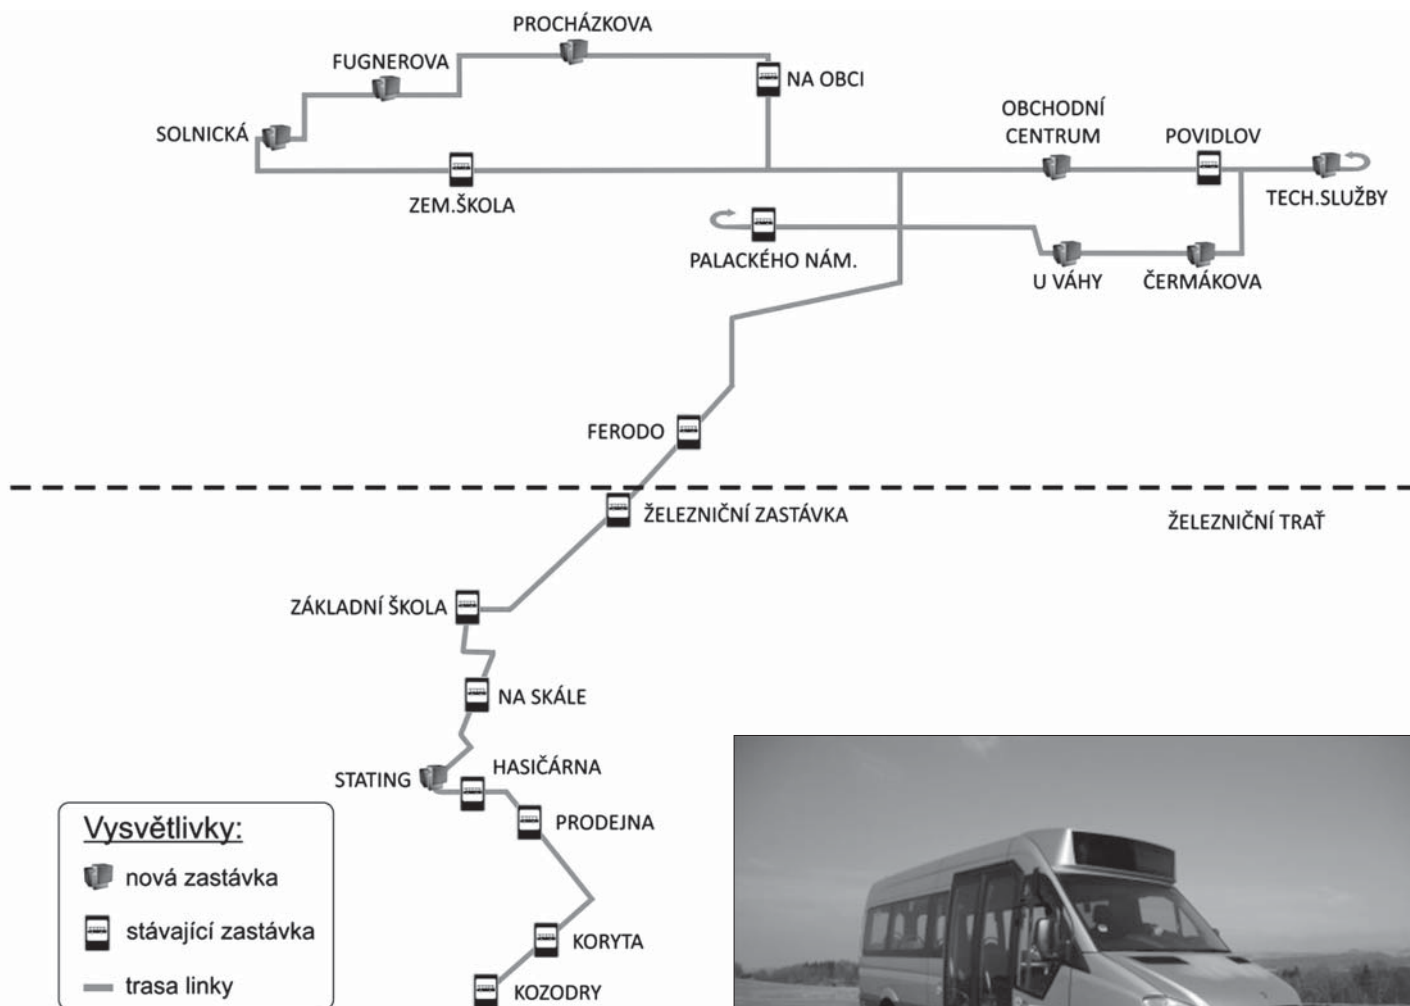 PROCHÁZKOVA
FUGNEROVA
NA OBCI
SOLNICKÁ
OBCHODNÍ
CENTRUM
POVIDLOV
ZEM.ŠKOLA
TECH.SLUŽBY
PALACKÉHO NÁM.
U VÁHY
ČERMÁKOVA
FERODO
ŽELEZNIČNÍ ZASTÁVKA
ŽELEZNIČNÍ TRAŤ
ZÁKLADNÍ ŠKOLA
NA SKÁLE
STATING
HASIČÁRNA
PRODEJNA
KORYTA
KOZODRY
Vysvětlivky:
nová zastávka
stávající zastávka
trasa linky